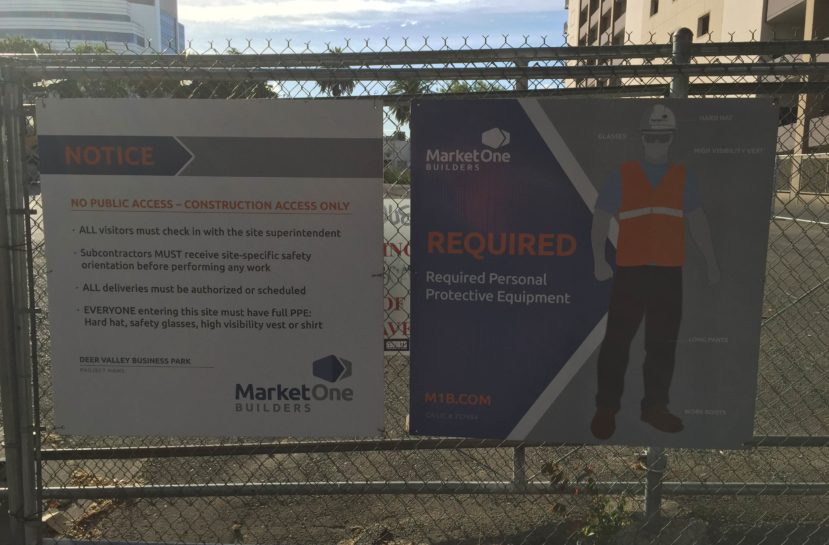 NOTICE
NO PUBLIC ACCESS – CONSTRUCTION ACCESS ONLY
· ALL visitors must check in with the site superintendent
· Subcontractors MUST receive site-specific safety
orientation before performing any work
· ALL deliveries must be authorized or scheduled
· EVERYONE entering this site must have full PPE:
Hard hat, safety glasses, high visibility vest or shirt
DEER VALLEY BUSINESS PARK
PROJECT NAME
MarketOne
BUILDERS
MarketOne
BUILDERS
REQUIRED
Required Personal
Protective Equipment
M1B.COM
HARD HAT
GLASSES
HIGH VISIBILITY VEST
LONG PANTS
WORK BOOTS
MarketOne
OF